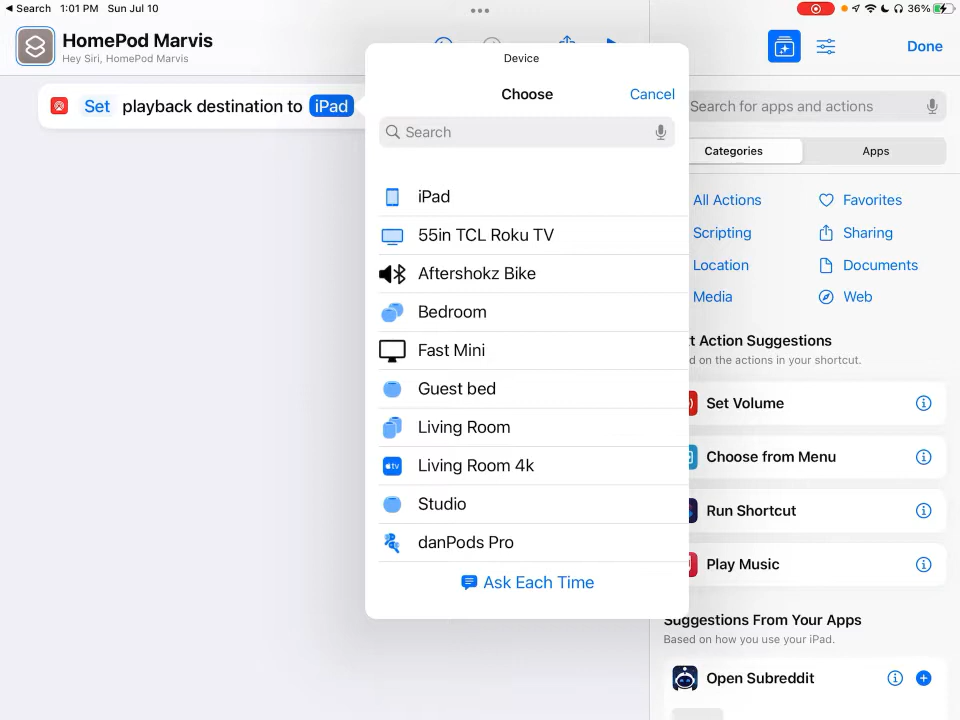 Search 1:01 PM Sun Jul 10
36%
HomePod Marvis
Hey Siri, HomePod Marvis
Done
Set playback destination to iPad
Device
Choose
Cancel
Search
iPad
55in TCL Roku TV
Aftershokz Bike
Bedroom
Fast Mini
Guest bed
Living Room
tv
Living Room 4k
Studio
danPods Pro
Ask Each Time
Search for apps and actions
Categories
Apps
All Actions
Favorites
Scripting
Sharing
Location
Documents
Media
Web
t Action Suggestions
d on the actions in your shortcut.
Set Volume
Choose from Menu
Run Shortcut
Play Music
Suggestions From Your Apps
Based on how you use your iPad.
Open Subreddit